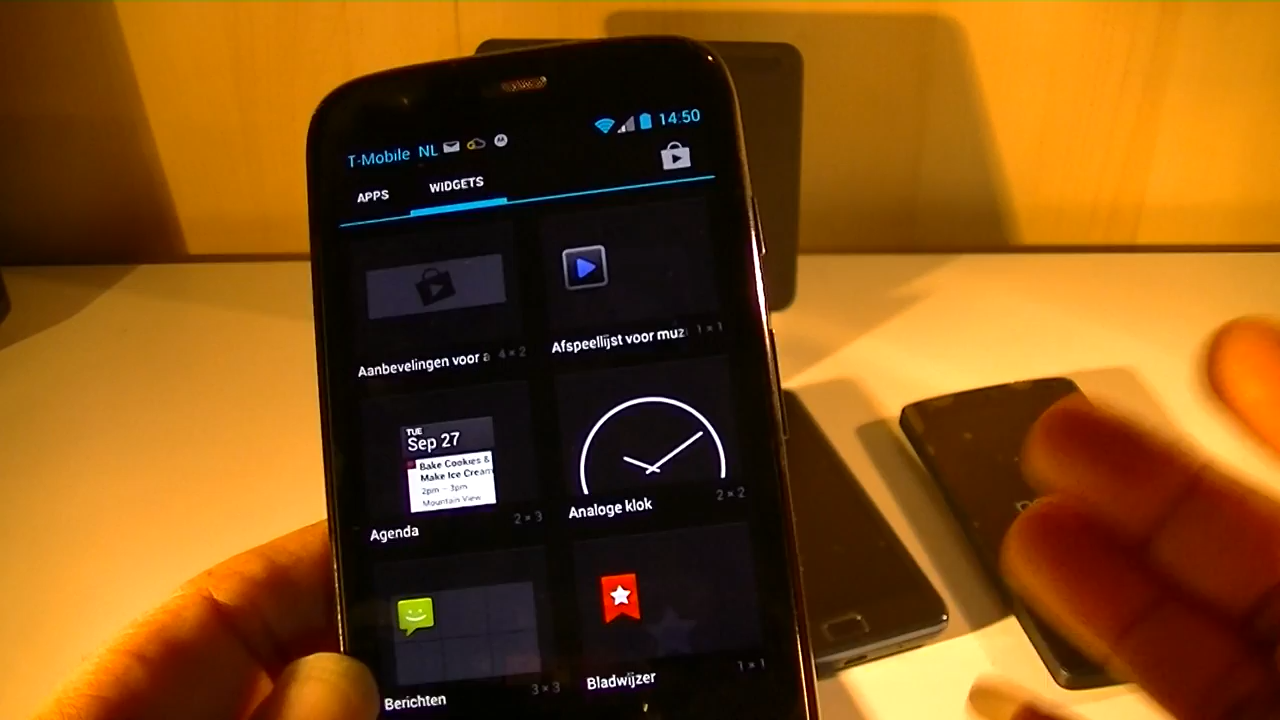 T-Mobile NL 14:50
APPS WIDGETS
Aanbevelingen voor a 4 × 2
Afspeellijst voor muz 1 × 1
TUE
Sep 27
Bake Cookies &
Make Ice Cream
2pm – 3pm
Mountain View
Agenda 2 × 3
Analoge klok 2 × 2
Berichten 3 × 3
Bladwijzer 1 × 1